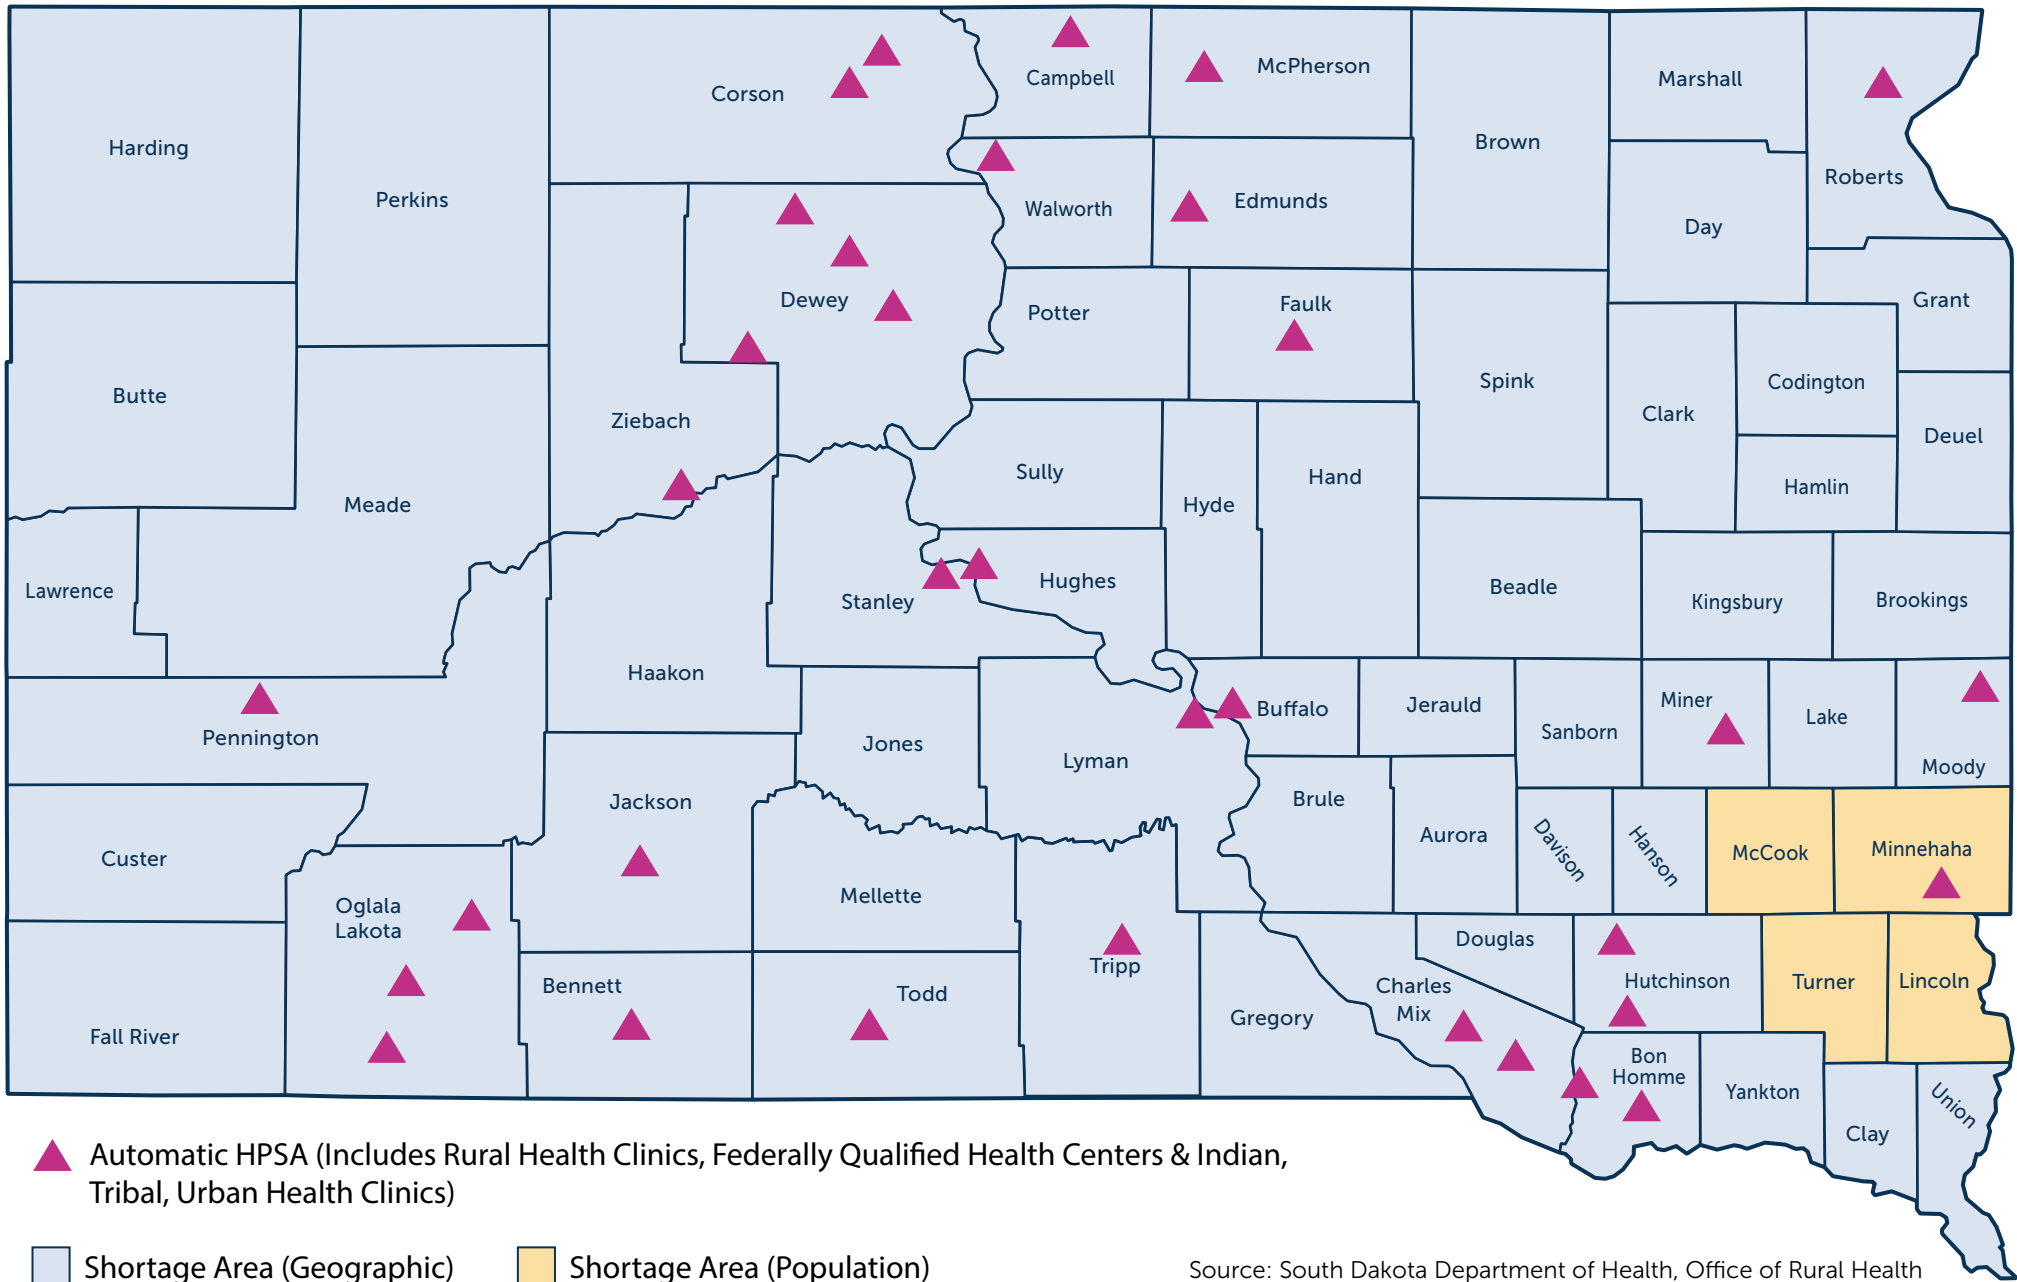 Harding
Perkins
Corson
Campbell
McPherson
Brown
Marshall
Roberts
Walworth
Edmunds
Day
Dewey
Potter
Faulk
Grant
Butte
Ziebach
Spink
Clark
Codington
Deuel
Meade
Sully
Hyde
Hand
Hamlin
Lawrence
Stanley
Hughes
Beadle
Kingsbury
Brookings
Haakon
Pennington
Jones
Lyman
Buffalo
Jerauld
Sanborn
Miner
Lake
Moody
Custer
Jackson
Brule
Aurora
Davison
Hanson
McCook
Minnehaha
Oglala
Lakota
Mellette
Tripp
Douglas
Hutchinson
Turner
Lincoln
Fall River
Bennett
Todd
Gregory
Charles
Mix
Bon
Homme
Yankton
Clay
Union
Automatic HPSA (Includes Rural Health Clinics, Federally Qualified Health Centers & Indian,
Tribal, Urban Health Clinics)
Shortage Area (Geographic)
Shortage Area (Population)
Source: South Dakota Department of Health, Office of Rural Health